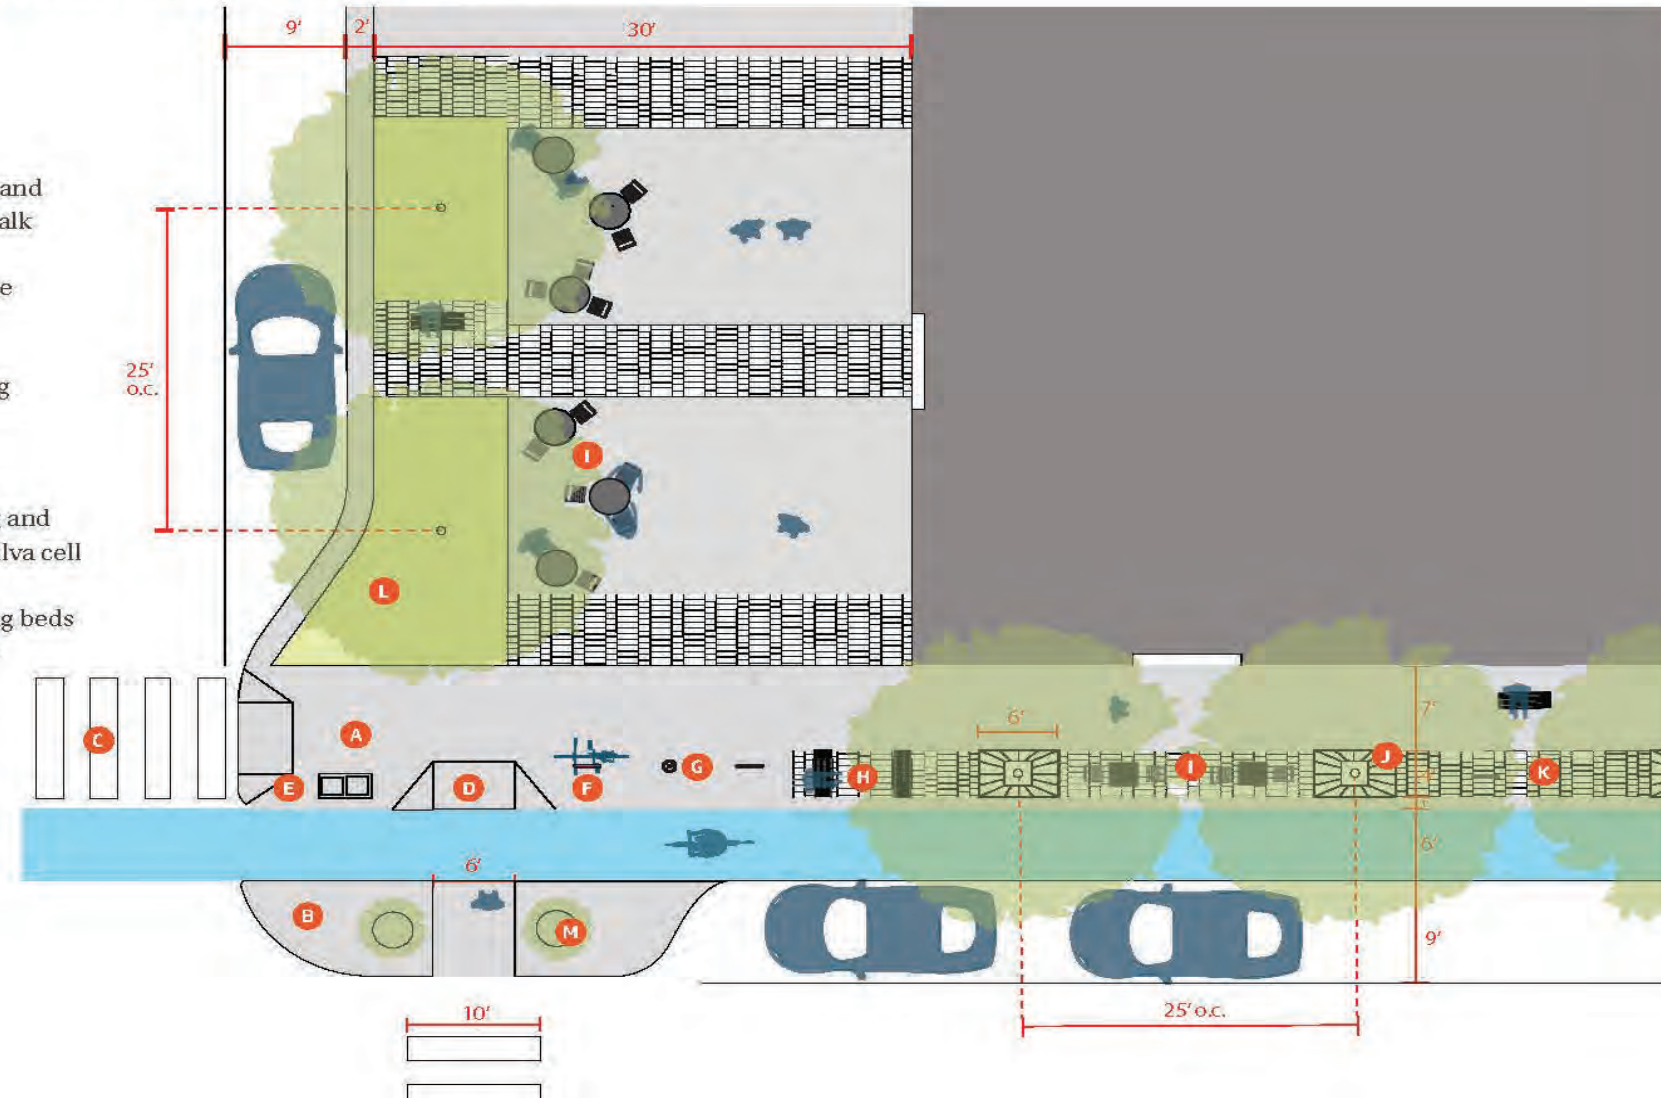 9' 2' 30'
and
alk
e
25'
o.c.
g
I
and
lva cell
L
g beds
C A 6' 7'
J
G I K
H
E D F
6' 6'
B M
9'
10' 25' o.c.